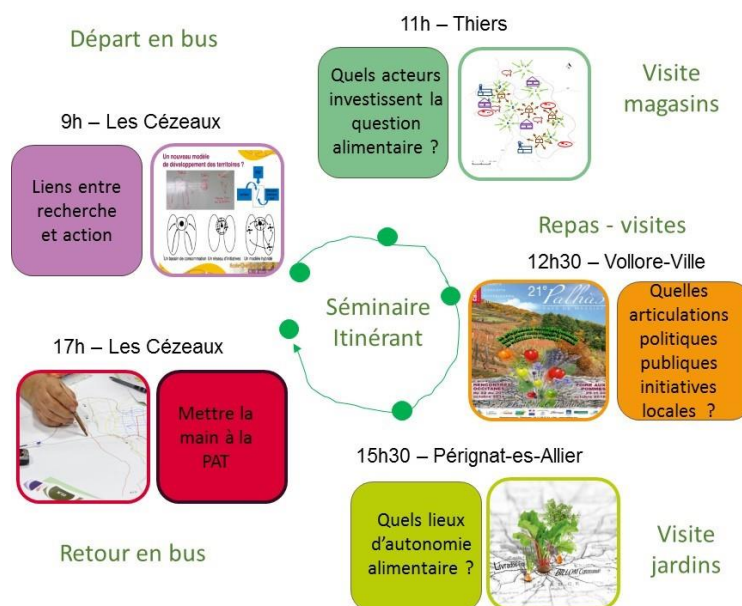 Départ en bus
9h – Les Cézeaux
Liens entre
recherche
et action
Un nouveau modèle
de développement des territoires ?
11h – Thiers
Quels acteurs
investissent la
question
alimentaire ?
Visite
magasins
Séminaire
Itinérant
Repas - visites
12h30 – Vollore-Ville
21e Palhas
Quelles
articulations
politiques
publiques
initiatives
locales ?
15h30 – Pérignat-es-Allier
Quels lieux
d’autonomie
alimentaire ?
Visite
jardins
17h – Les Cézeaux
Mettre la
main à la
PAT
Retour en bus